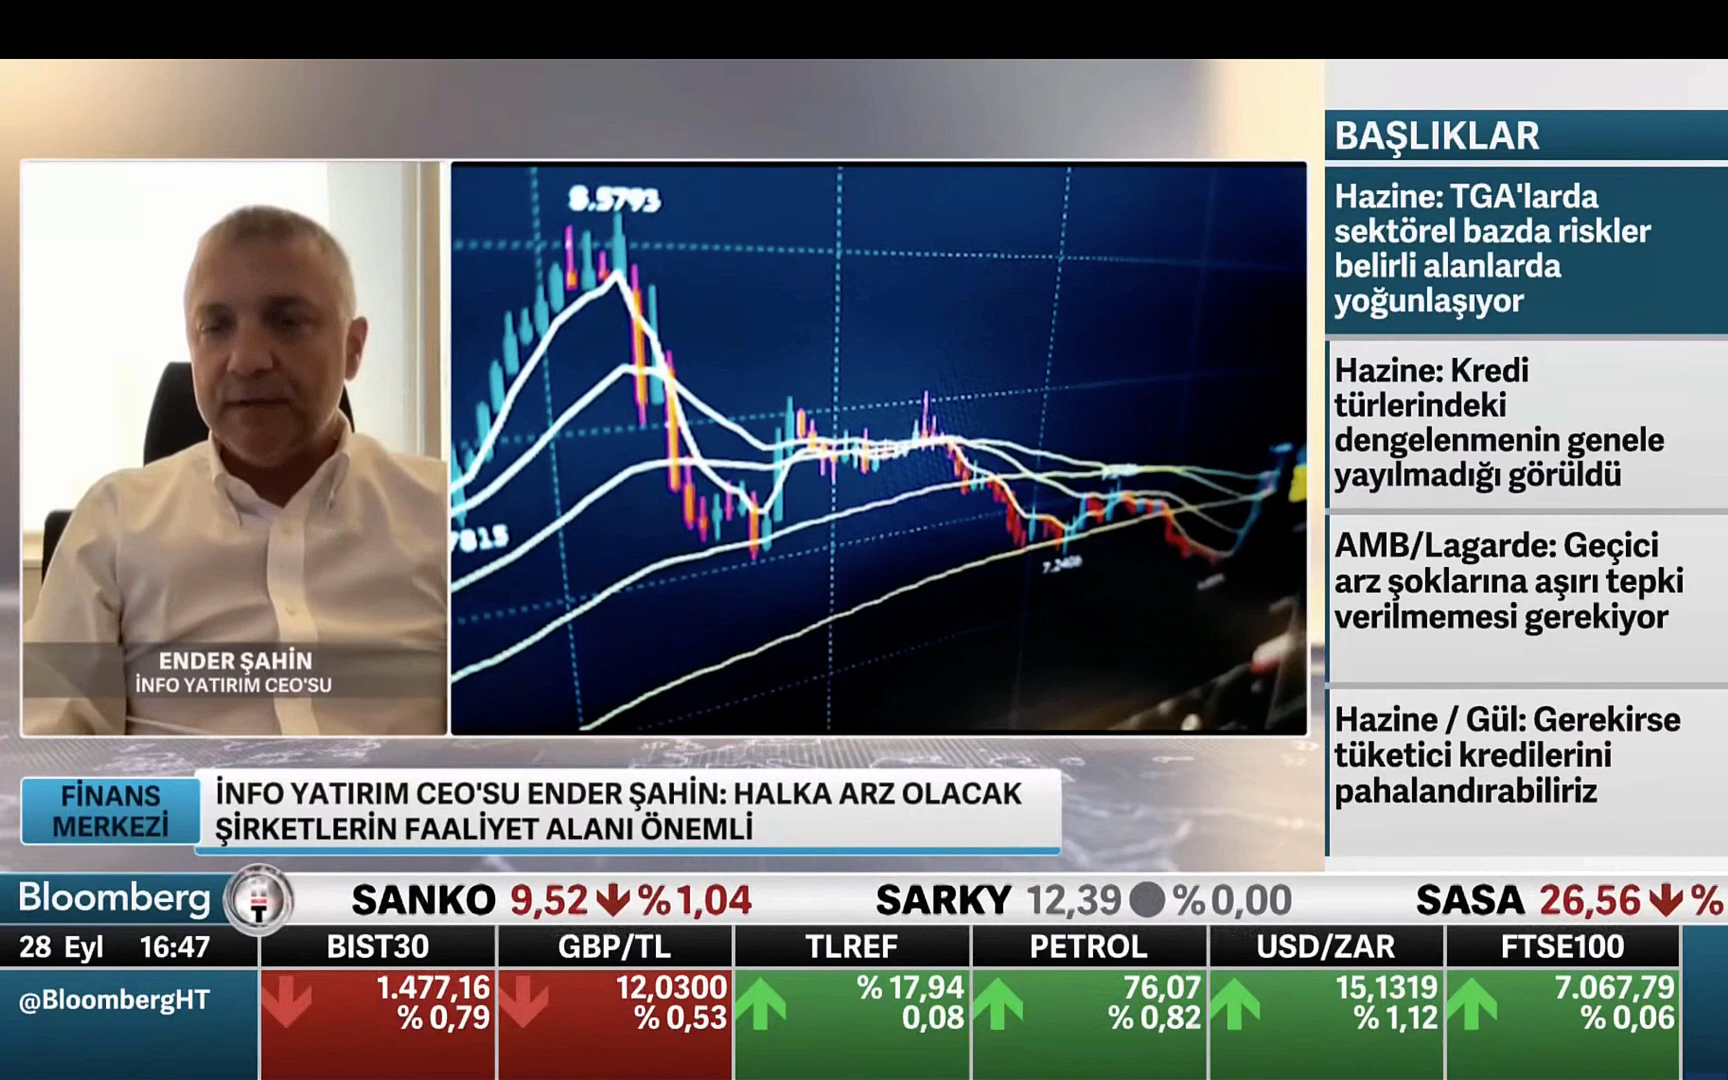 BAŞLIKLAR
Hazine: TGA'larda
sektörel bazda riskler
belirli alanlarda
yoğunlaşıyor
Hazine: Kredi
türlerindeki
dengelenmenin genele
yayılmadığı görüldü
AMB/Lagarde: Geçici
arz şoklarına aşırı tepki
verilmemesi gerekiyor
Hazine / Gül: Gerekirse
tüketici kredilerini
pahalandırabiliriz
8.5793
7815
ENDER ŞAHİN
İNFO YATIRIM CEO'SU
FİNANS
MERKEZİ
İNFO YATIRIM CEO'SU ENDER ŞAHİN: HALKA ARZ OLACAK
ŞİRKETLERİN FAALİYET ALANI ÖNEMLİ
Bloomberg HT
SANKO 9,52 %1,04 SARKY 12,39 %0,00 SASA 26,56 %
28 Eyl 16:47 BIST30 GBP/TL TLREF PETROL USD/ZAR FTSE100
@BloombergHT 1.477,16 12,0300 %17,94 76,07 15,1319 7.067,79
% 0,79 % 0,53 0,08 % 0,82 % 1,12 % 0,06